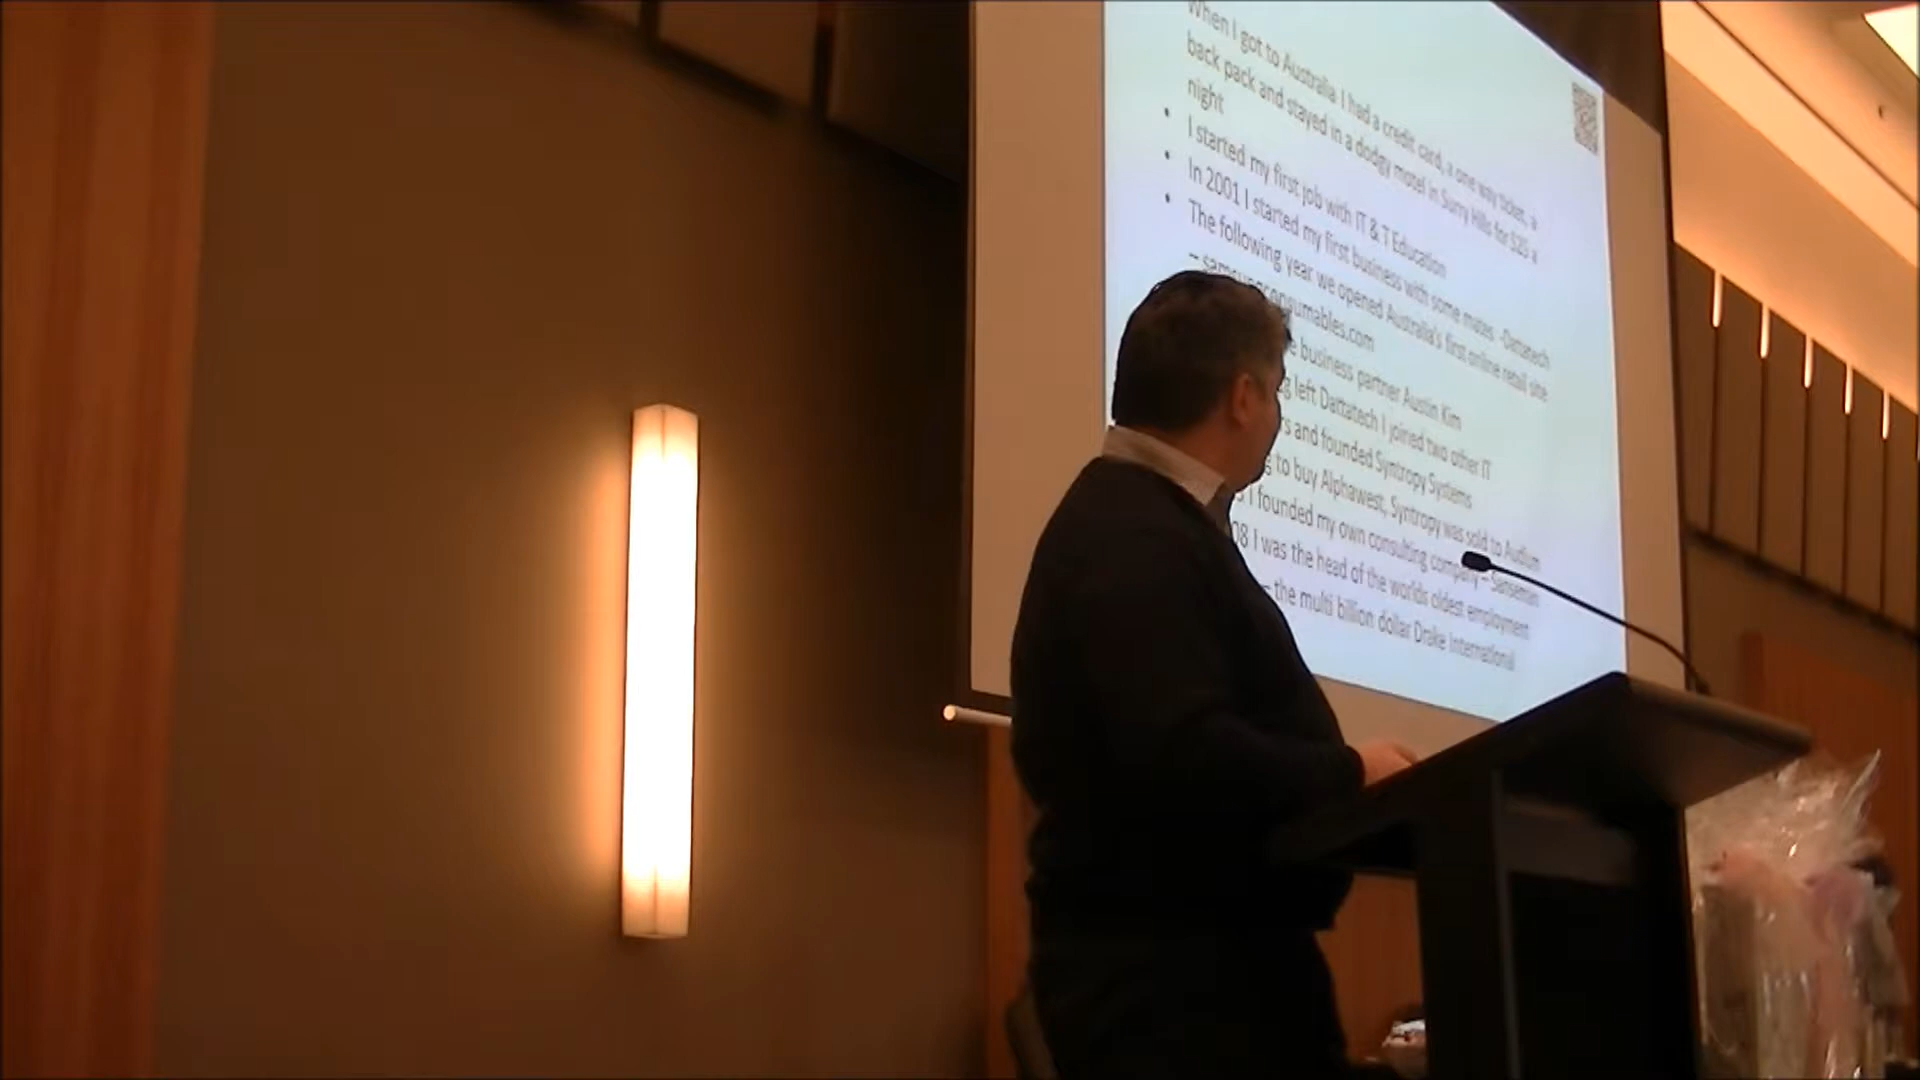 When I got to Australia I had a credit card, a one way ticket, a
back pack and stayed in a dodgy motel in Surry Hills for $25 a
night
• I started my first job with IT & T Education
• In 2001 I started my first business with some mates. -Dattatech
• The following year we opened Australia's first online retail site
– samsungconsumables.com
business partner Austin Kim
left Dattatech I joined two other IT
and founded Syntropy Systems
to buy Alphawest, Syntropy was sold to Audium
I founded my own consulting company – Sansemin
08 I was the head of the worlds oldest employment
– the multi billion dollar Drake International